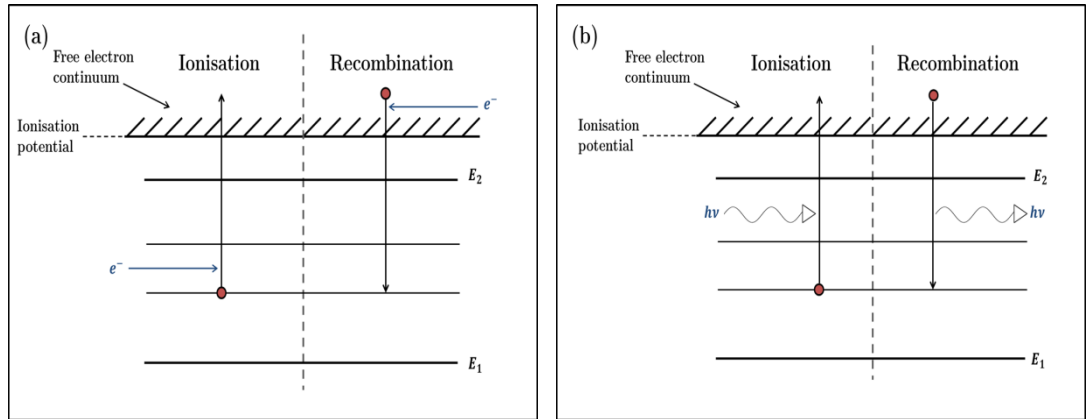 (a)
Free electron
continuum
Ionisation
Recombination
e⁻
Ionisation
potential
E₂
e⁻
E₁
(b)
Free electron
continuum
Ionisation
Recombination
Ionisation
potential
E₂
hν
hν
E₁